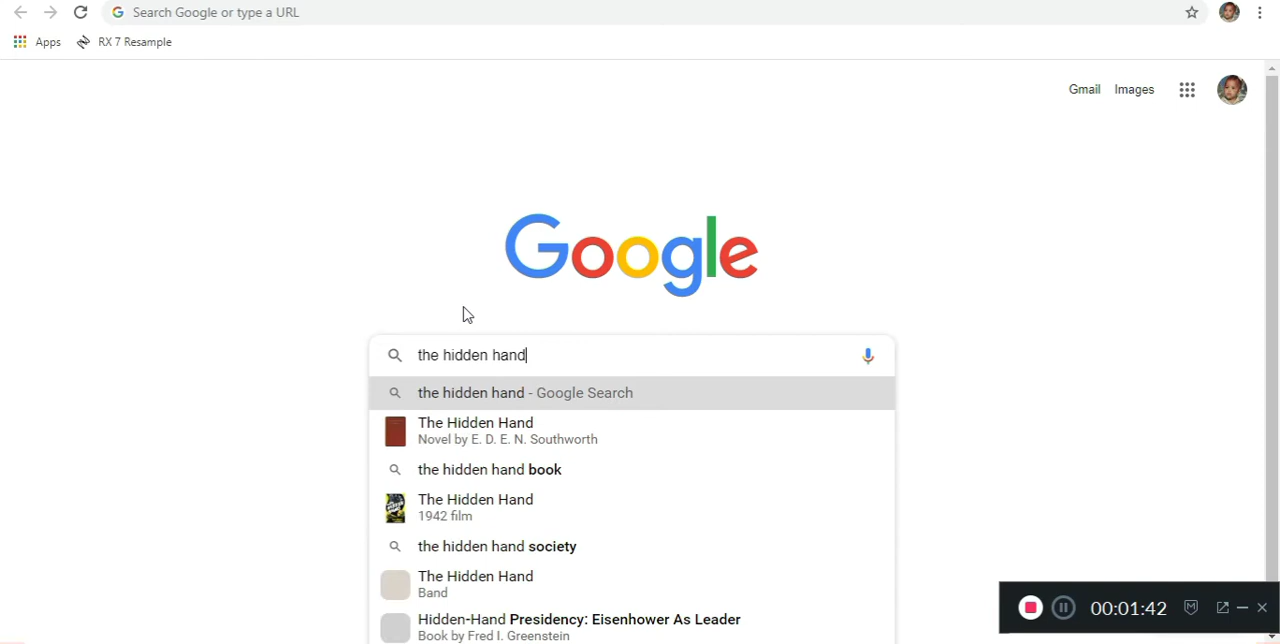 Search Google or type a URL
Apps RX 7 Resample
Gmail Images
Google
the hidden hand
the hidden hand - Google Search
The Hidden Hand
Novel by E. D. E. N. Southworth
the hidden hand book
The Hidden Hand
1942 film
the hidden hand society
The Hidden Hand
Band
Hidden-Hand Presidency: Eisenhower As Leader
Book by Fred I. Greenstein
00:01:42